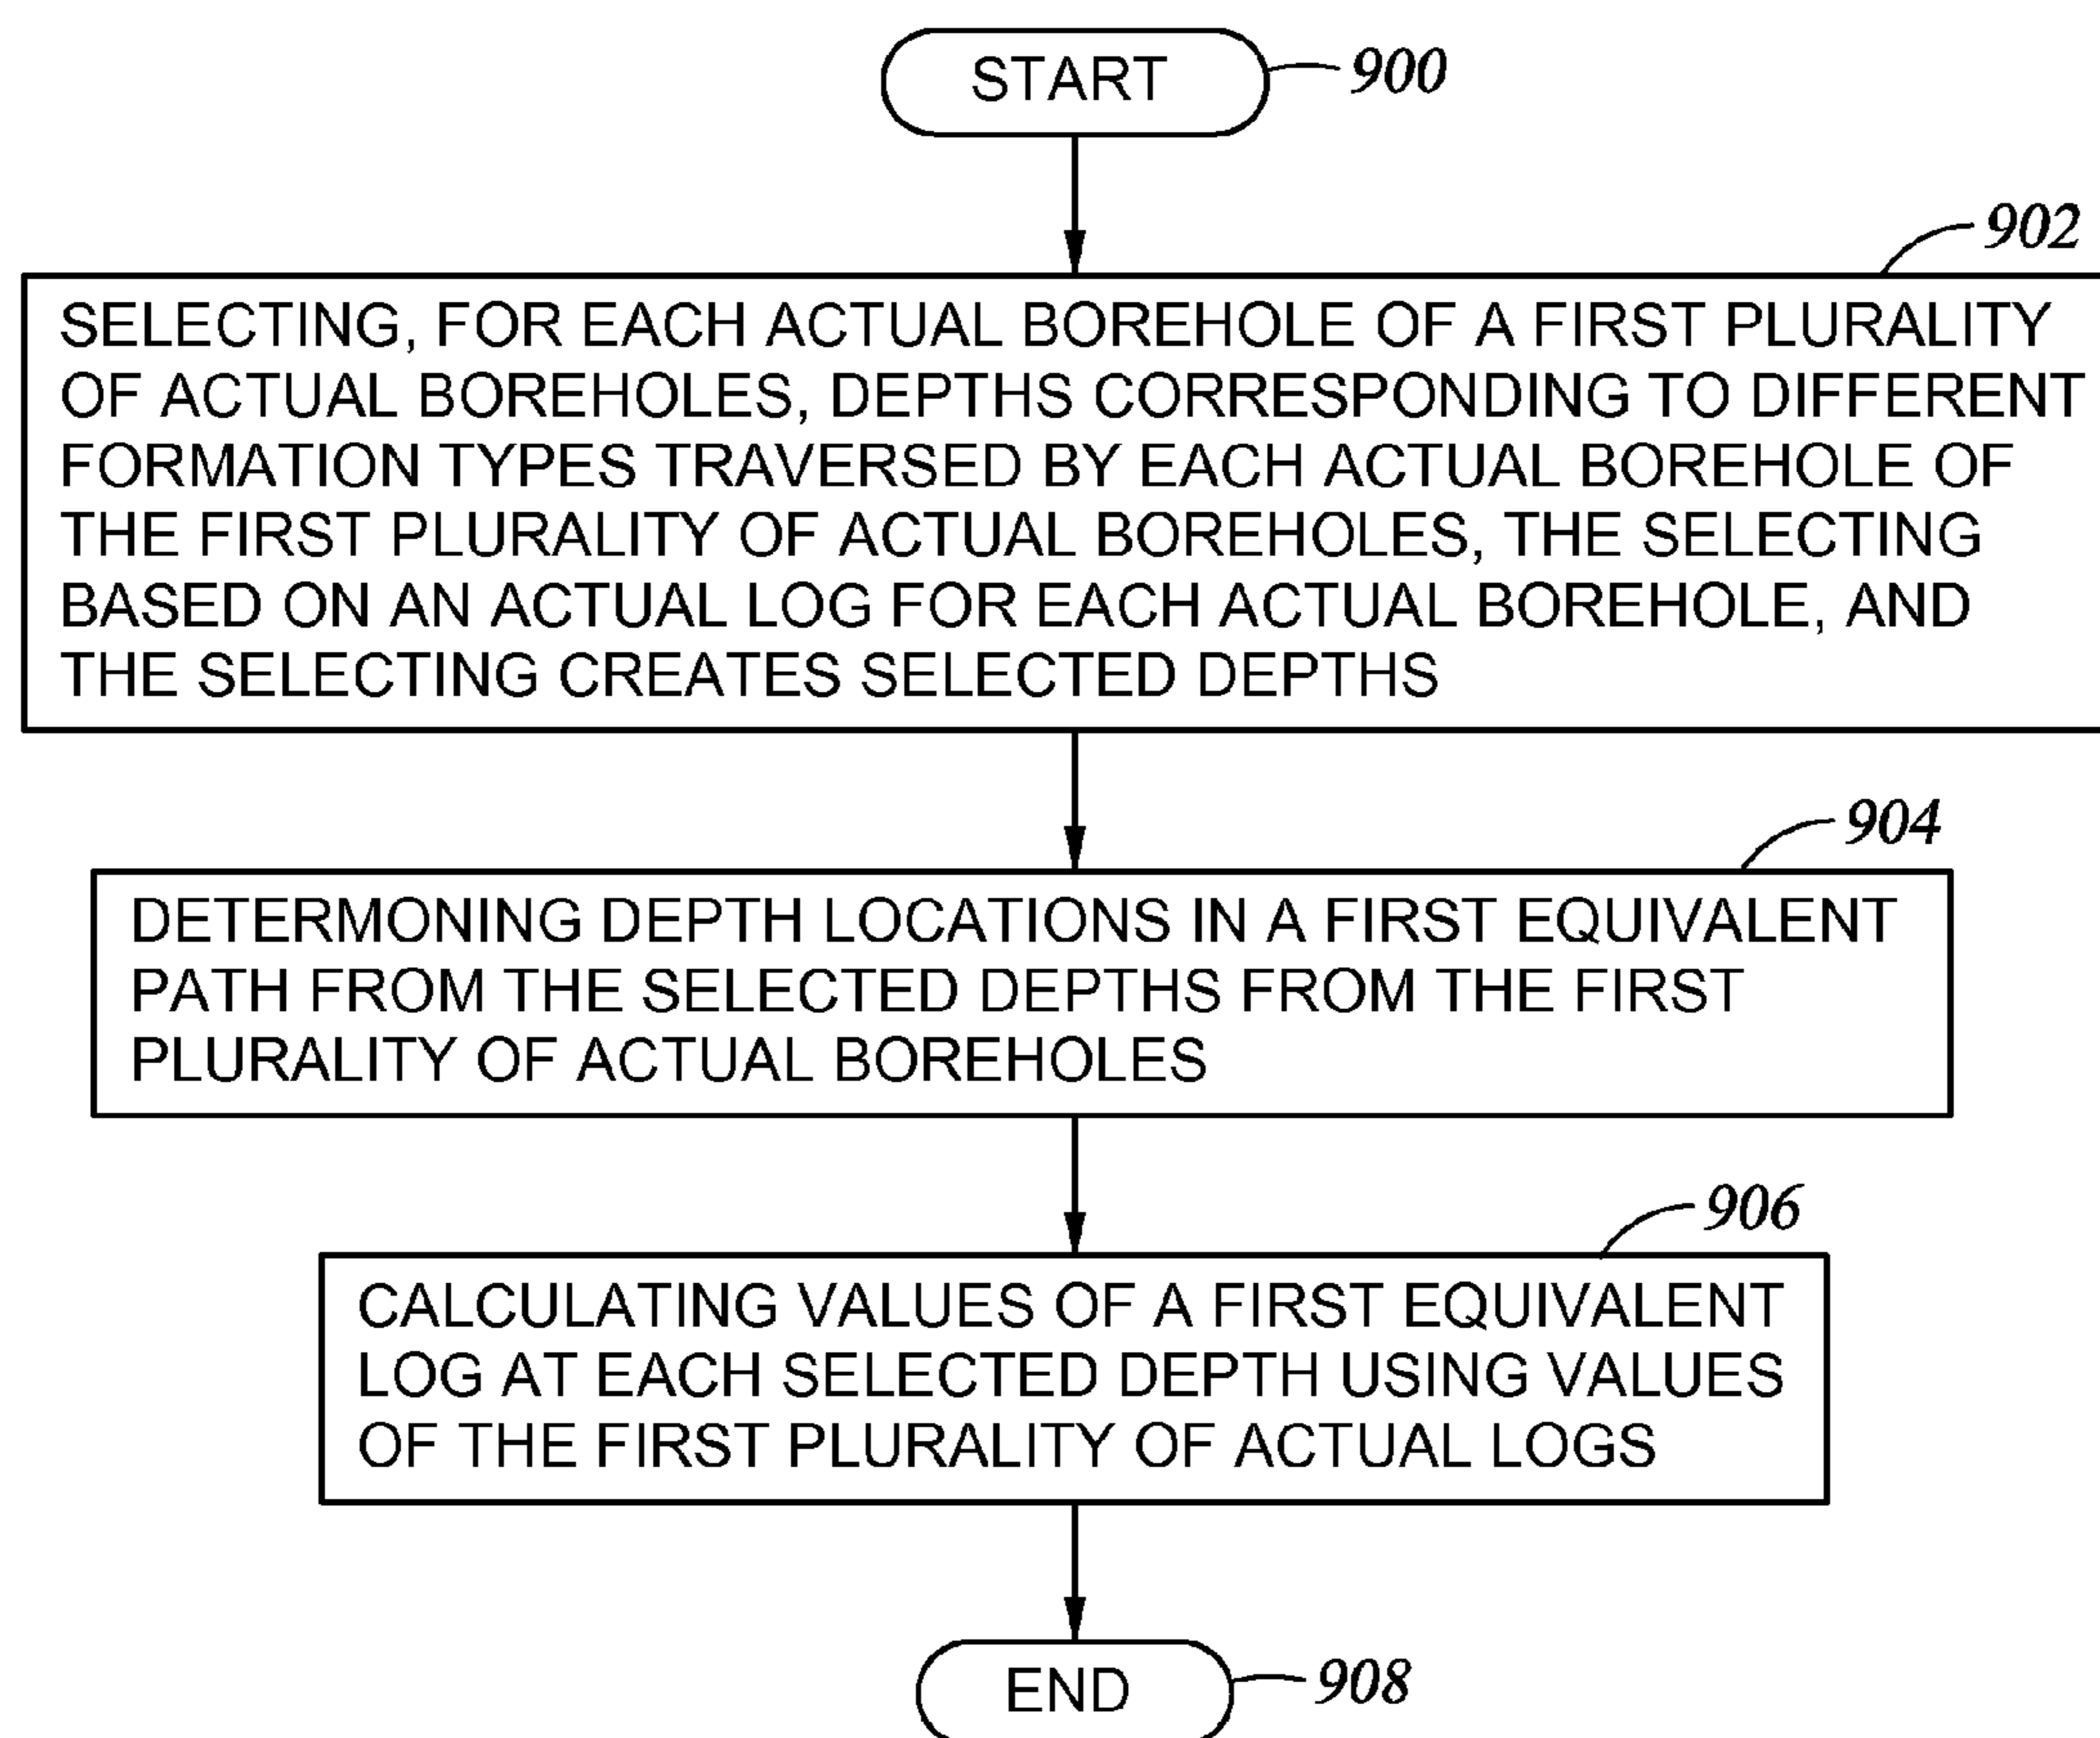 START
900
902
SELECTING, FOR EACH ACTUAL BOREHOLE OF A FIRST PLURALITY
OF ACTUAL BOREHOLES, DEPTHS CORRESPONDING TO DIFFERENT
FORMATION TYPES TRAVERSED BY EACH ACTUAL BOREHOLE OF
THE FIRST PLURALITY OF ACTUAL BOREHOLES, THE SELECTING
BASED ON AN ACTUAL LOG FOR EACH ACTUAL BOREHOLE, AND
THE SELECTING CREATES SELECTED DEPTHS
904
DETERMONING DEPTH LOCATIONS IN A FIRST EQUIVALENT
PATH FROM THE SELECTED DEPTHS FROM THE FIRST
PLURALITY OF ACTUAL BOREHOLES
906
CALCULATING VALUES OF A FIRST EQUIVALENT
LOG AT EACH SELECTED DEPTH USING VALUES
OF THE FIRST PLURALITY OF ACTUAL LOGS
END
908